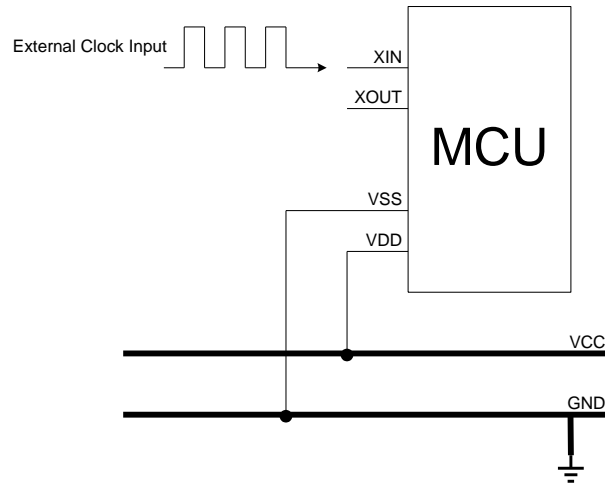 External Clock Input
XIN
XOUT
MCU
VSS
VDD
VCC
GND